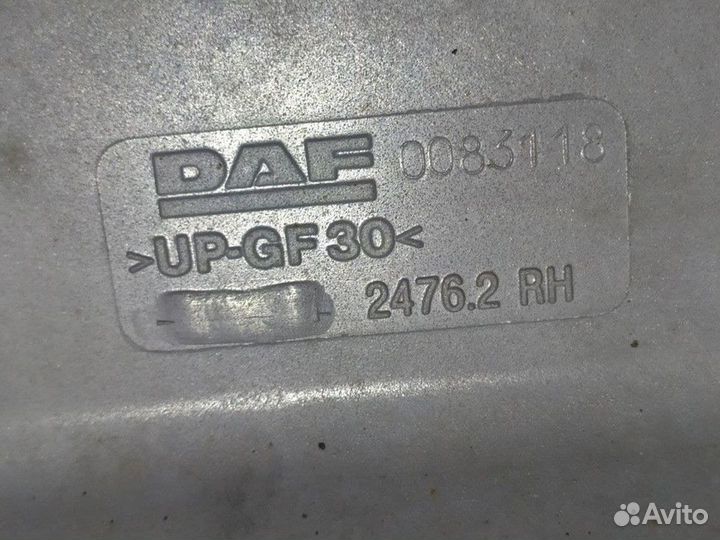 DAF 0083118
>UP-GF30<
2476.2 RH
Avito